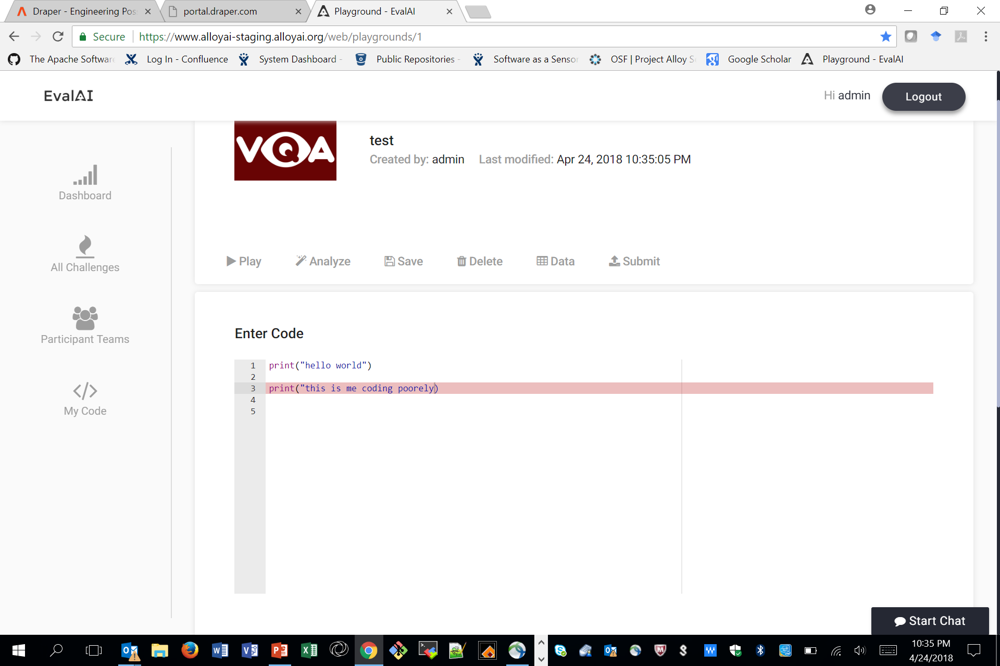 Draper - Engineering Pos
portal.draper.com
Playground - EvalAI
Secure
https://www.alloyai-staging.alloyai.org/web/playgrounds/1
The Apache Software
Log In - Confluence
System Dashboard -
Public Repositories -
Software as a Sensor
OSF | Project Alloy S
Google Scholar
Playground - EvalAI
EvalAI
Hi admin
Logout
VQA
test
Created by: admin Last modified: Apr 24, 2018 10:35:05 PM
Dashboard
All Challenges
Participant Teams
My Code
Play
Analyze
Save
Delete
Data
Submit
Enter Code
1 print("hello world")
2
3 print("this is me coding poorely)
4
5
Start Chat
10:35 PM
4/24/2018